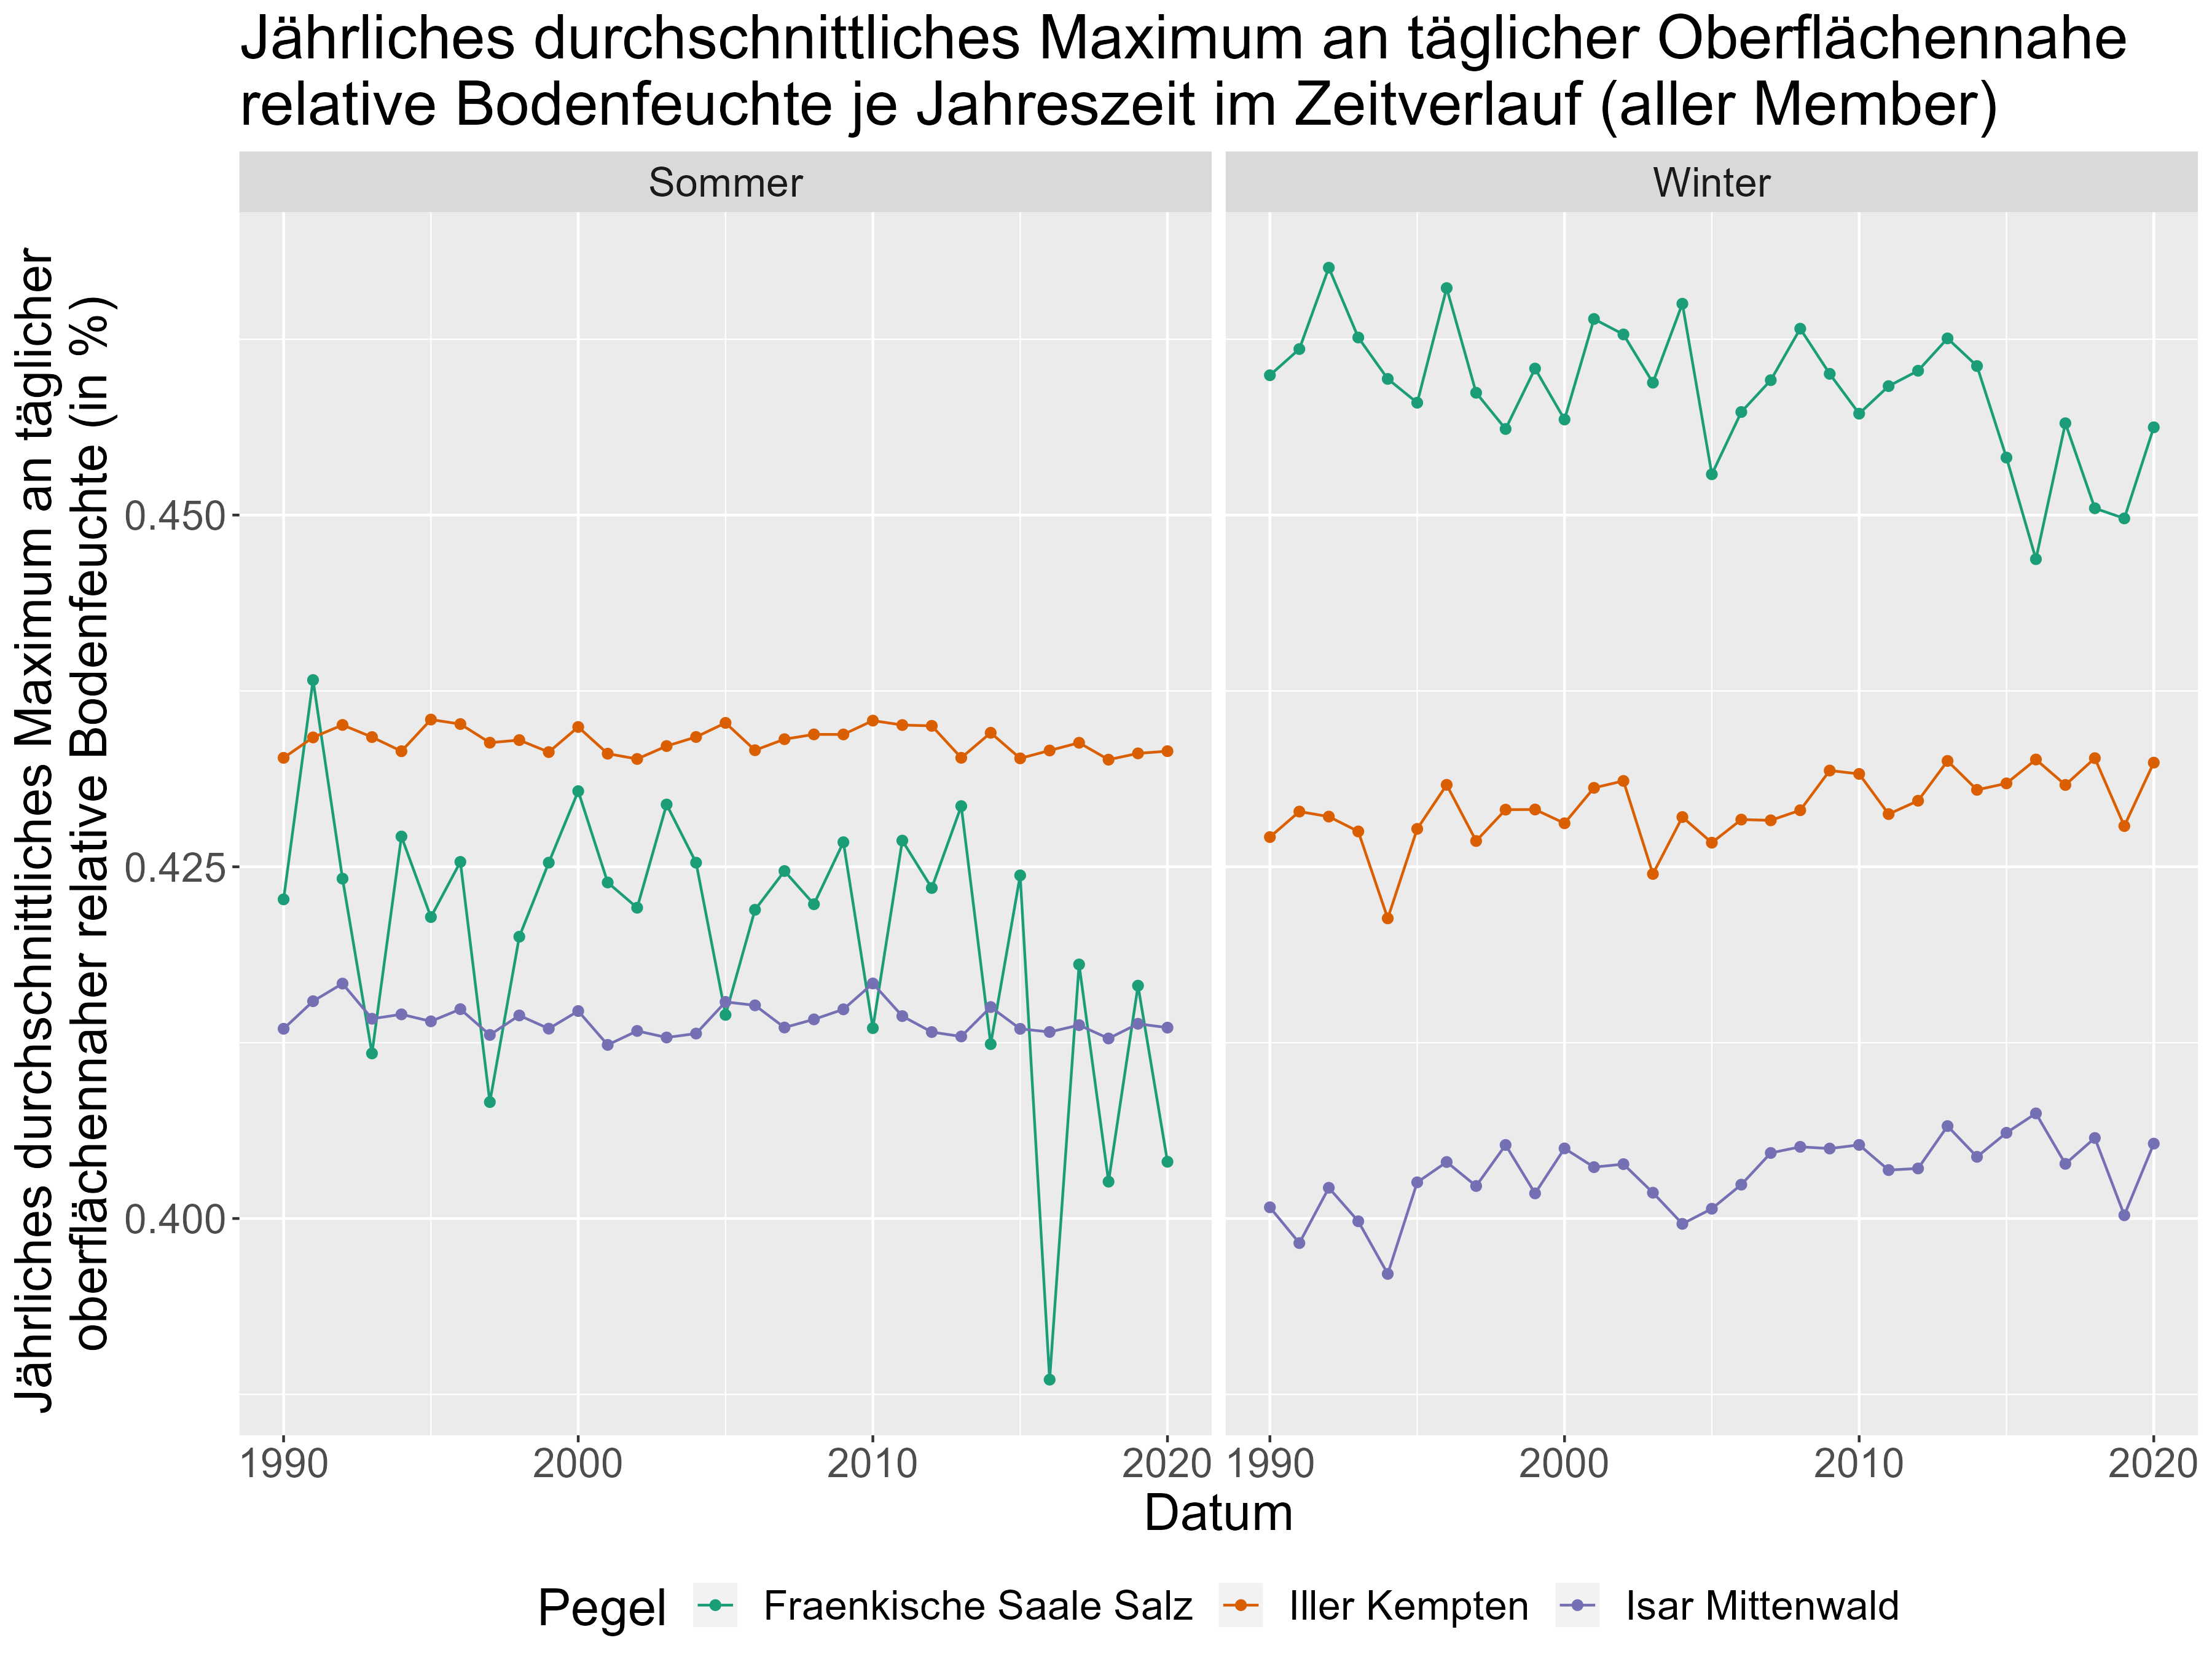 Jährliches durchschnittliches Maximum an täglicher Oberflächennahe
relative Bodenfeuchte je Jahreszeit im Zeitverlauf (aller Member)
Sommer
Winter
Jährliches durchschnittliches Maximum an täglicher
oberflächennaher relative Bodenfeuchte (in %)
0.450
0.425
0.400
1990 2000 2010 2020
1990 2000 2010 2020
Datum
Pegel Fraenkische Saale Salz Iller Kempten Isar Mittenwald